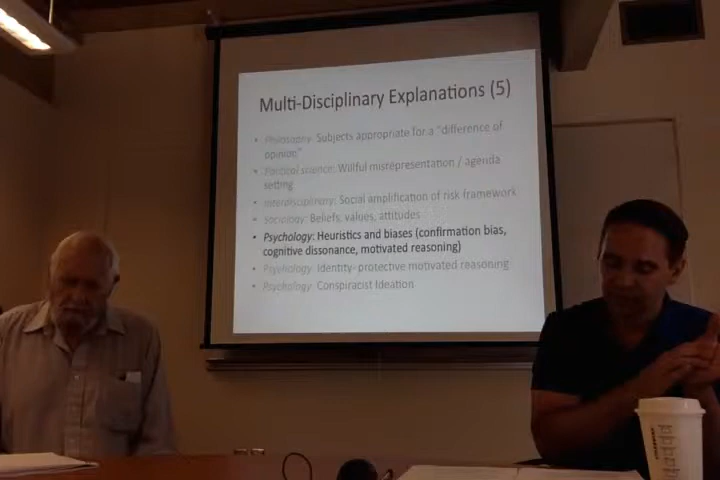 Multi-Disciplinary Explanations (5)
• Philosophy: Subjects appropriate for a "difference of
opinion"
• Political science: Willful misrepresentation / agenda
setting
• Interdisciplinary: Social amplification of risk framework
• Sociology: Beliefs, values, attitudes
• Psychology: Heuristics and biases (confirmation bias,
cognitive dissonance, motivated reasoning)
• Psychology: Identity- protective motivated reasoning
• Psychology: Conspiracist Ideation